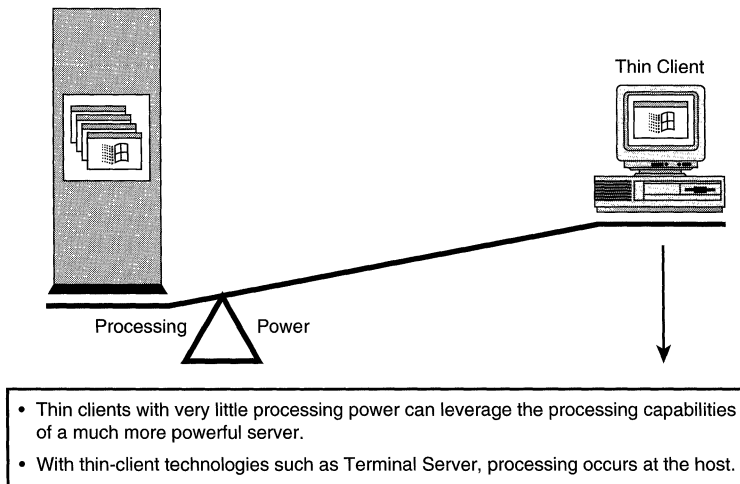 Thin Client
Processing Power
• Thin clients with very little processing power can leverage the processing capabilities
of a much more powerful server.
• With thin-client technologies such as Terminal Server, processing occurs at the host.